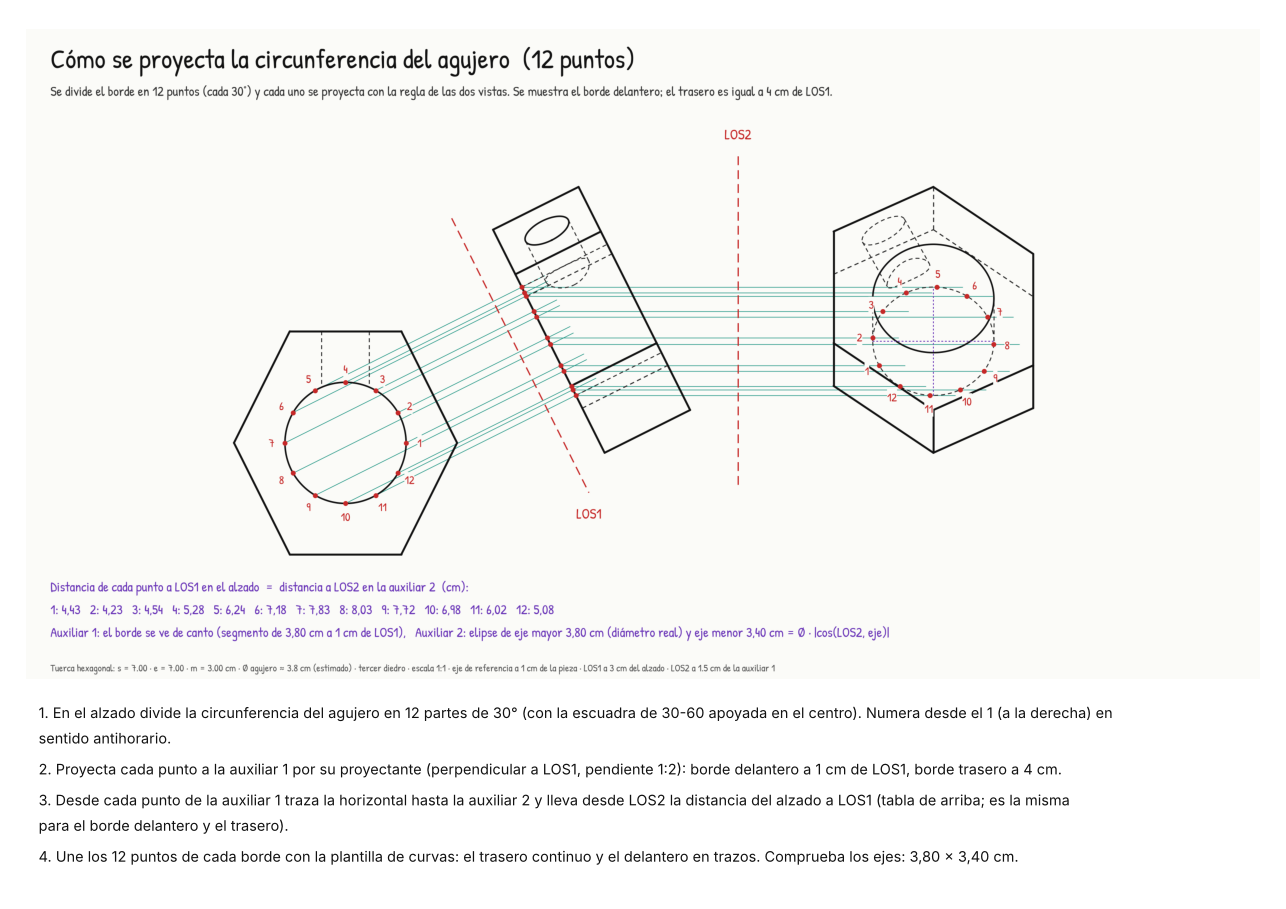 Cómo se proyecta la circunferencia del agujero (12 puntos)
Se divide el borde en 12 puntos (cada 30°) y cada uno se proyecta con la regla de las dos vistas. Se muestra el borde delantero; el trasero es igual a 4 cm de LOS1.
LOS2
5
4
6
3
7
2
8
1
9
12
10
11
4
5
3
6
2
7
1
8
12
9
11
10
LOS1
Distancia de cada punto a LOS1 en el alzado = distancia a LOS2 en la auxiliar 2 (cm):
1: 4,43 2: 4,23 3: 4,54 4: 5,28 5: 6,24 6: 7,18 7: 7,83 8: 8,03 9: 7,72 10: 6,98 11: 6,02 12: 5,08
Auxiliar 1: el borde se ve de canto (segmento de 3,80 cm a 1 cm de LOS1). Auxiliar 2: elipse de eje mayor 3,80 cm (diámetro real) y eje menor 3,40 cm = Ø · |cos(LOS2, eje)|
Tuerca hexagonal: s = 7.00 · e = 7.00 · m = 3.00 cm · Ø agujero = 3.8 cm (estimado) · tercer diedro · escala 1:1 · eje de referencia a 1 cm de la pieza · LOS1 a 3 cm del alzado · LOS2 a 1.5 cm de la auxiliar 1
1. En el alzado divide la circunferencia del agujero en 12 partes de 30° (con la escuadra de 30-60 apoyada en el centro). Numera desde el 1 (a la derecha) en
sentido antihorario.
2. Proyecta cada punto a la auxiliar 1 por su proyectante (perpendicular a LOS1, pendiente 1:2): borde delantero a 1 cm de LOS1, borde trasero a 4 cm.
3. Desde cada punto de la auxiliar 1 traza la horizontal hasta la auxiliar 2 y lleva desde LOS2 la distancia del alzado a LOS1 (tabla de arriba; es la misma
para el borde delantero y el trasero).
4. Une los 12 puntos de cada borde con la plantilla de curvas: el trasero continuo y el delantero en trazos. Comprueba los ejes: 3,80 × 3,40 cm.